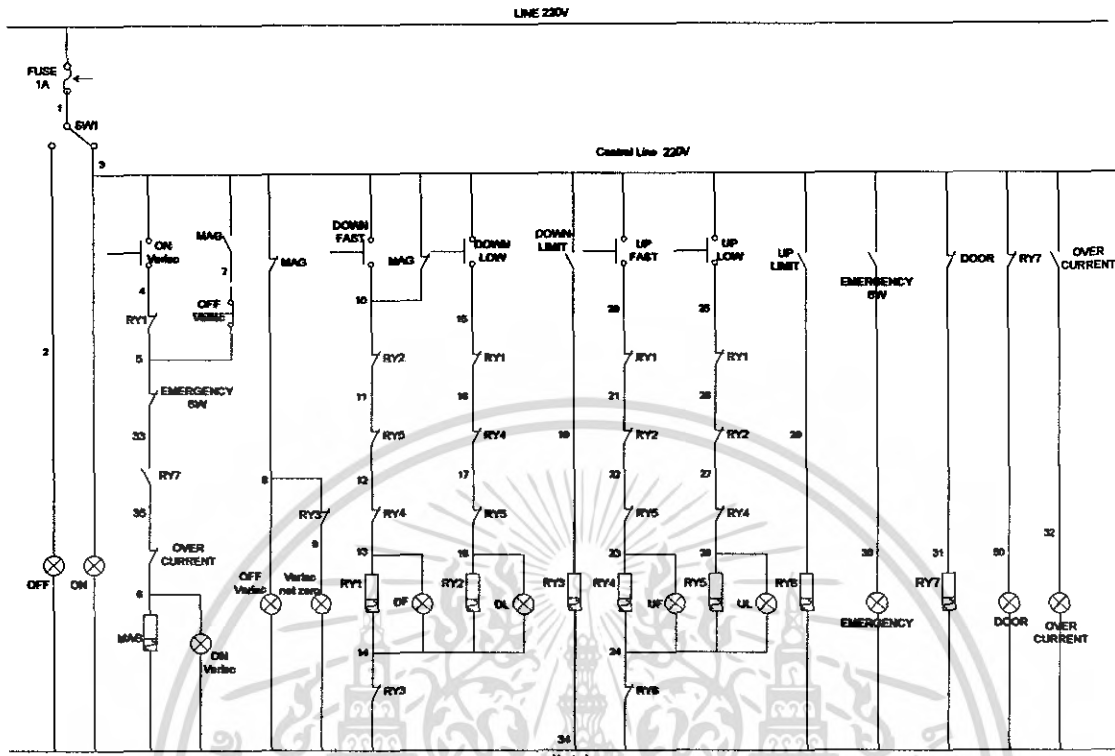 LINE 220V
FUSE
1A
1
SW1
3
Control Line 220V
ON
Variac
MAG
7
OFF
Variac
4
RY1
5
2
EMERGENCY
SW
33
RY7
35
OVER
CURRENT
6
OFF
ON
MAG
ON
Variac
MAG
8
RY3
9
OFF
Variac
Variac
not zero
DOWN
FAST
MAG
10
RY2
11
RY5
12
RY4
13
RY1
DF
14
RY3
DOWN
LOW
15
RY1
16
RY4
17
RY5
18
RY2
DL
DOWN
LIMIT
19
RY3
34
UP
FAST
20
RY1
21
RY2
22
RY5
23
RY4
UF
24
RY6
UP
LOW
25
RY1
26
RY2
27
RY4
28
RY5
UL
UP
LIMIT
29
RY6
EMERGENCY
SW
30
EMERGENCY
DOOR
31
RY7
RY7
50
DOOR
OVER
CURRENT
32
OVER
CURRENT